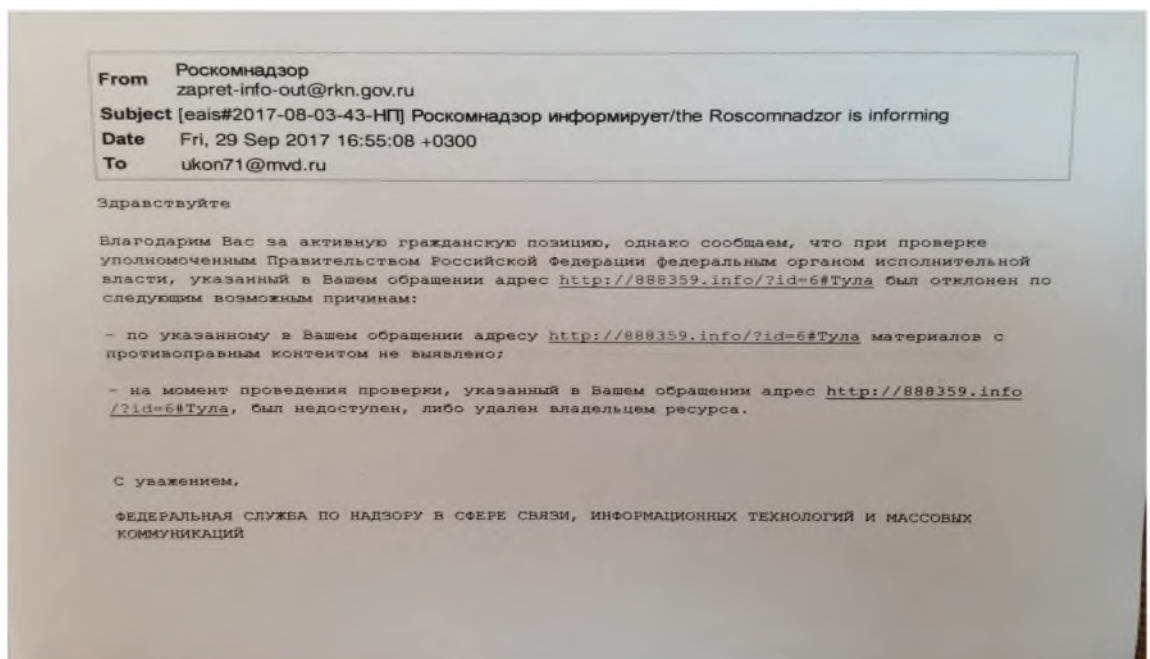 From Роскомнадзор
zapret-info-out@rkn.gov.ru
Subject [eais#2017-08-03-43-НП] Роскомнадзор информирует/the Roscomnadzor is informing
Date Fri, 29 Sep 2017 16:55:08 +0300
To ukon71@mvd.ru
Здравствуйте
Благодарим Вас за активную гражданскую позицию, однако сообщаем, что при проверке
уполномоченным Правительством Российской Федерации федеральным органом исполнительной
власти, указанный в Вашем обращении адрес http://888359.info/?id=6#Тула был отклонен по
следующим возможным причинам:
- по указанному в Вашем обращении адресу http://888359.info/?id=6#Тула материалов с
противоправным контентом не выявлено;
- на момент проведения проверки, указанный в Вашем обращении адрес http://888359.info
/?id=6#Тула, был недоступен, либо удален владельцем ресурса.
С уважением,
ФЕДЕРАЛЬНАЯ СЛУЖБА ПО НАДЗОРУ В СФЕРЕ СВЯЗИ, ИНФОРМАЦИОННЫХ ТЕХНОЛОГИЙ И МАССОВЫХ
КОММУНИКАЦИЙ